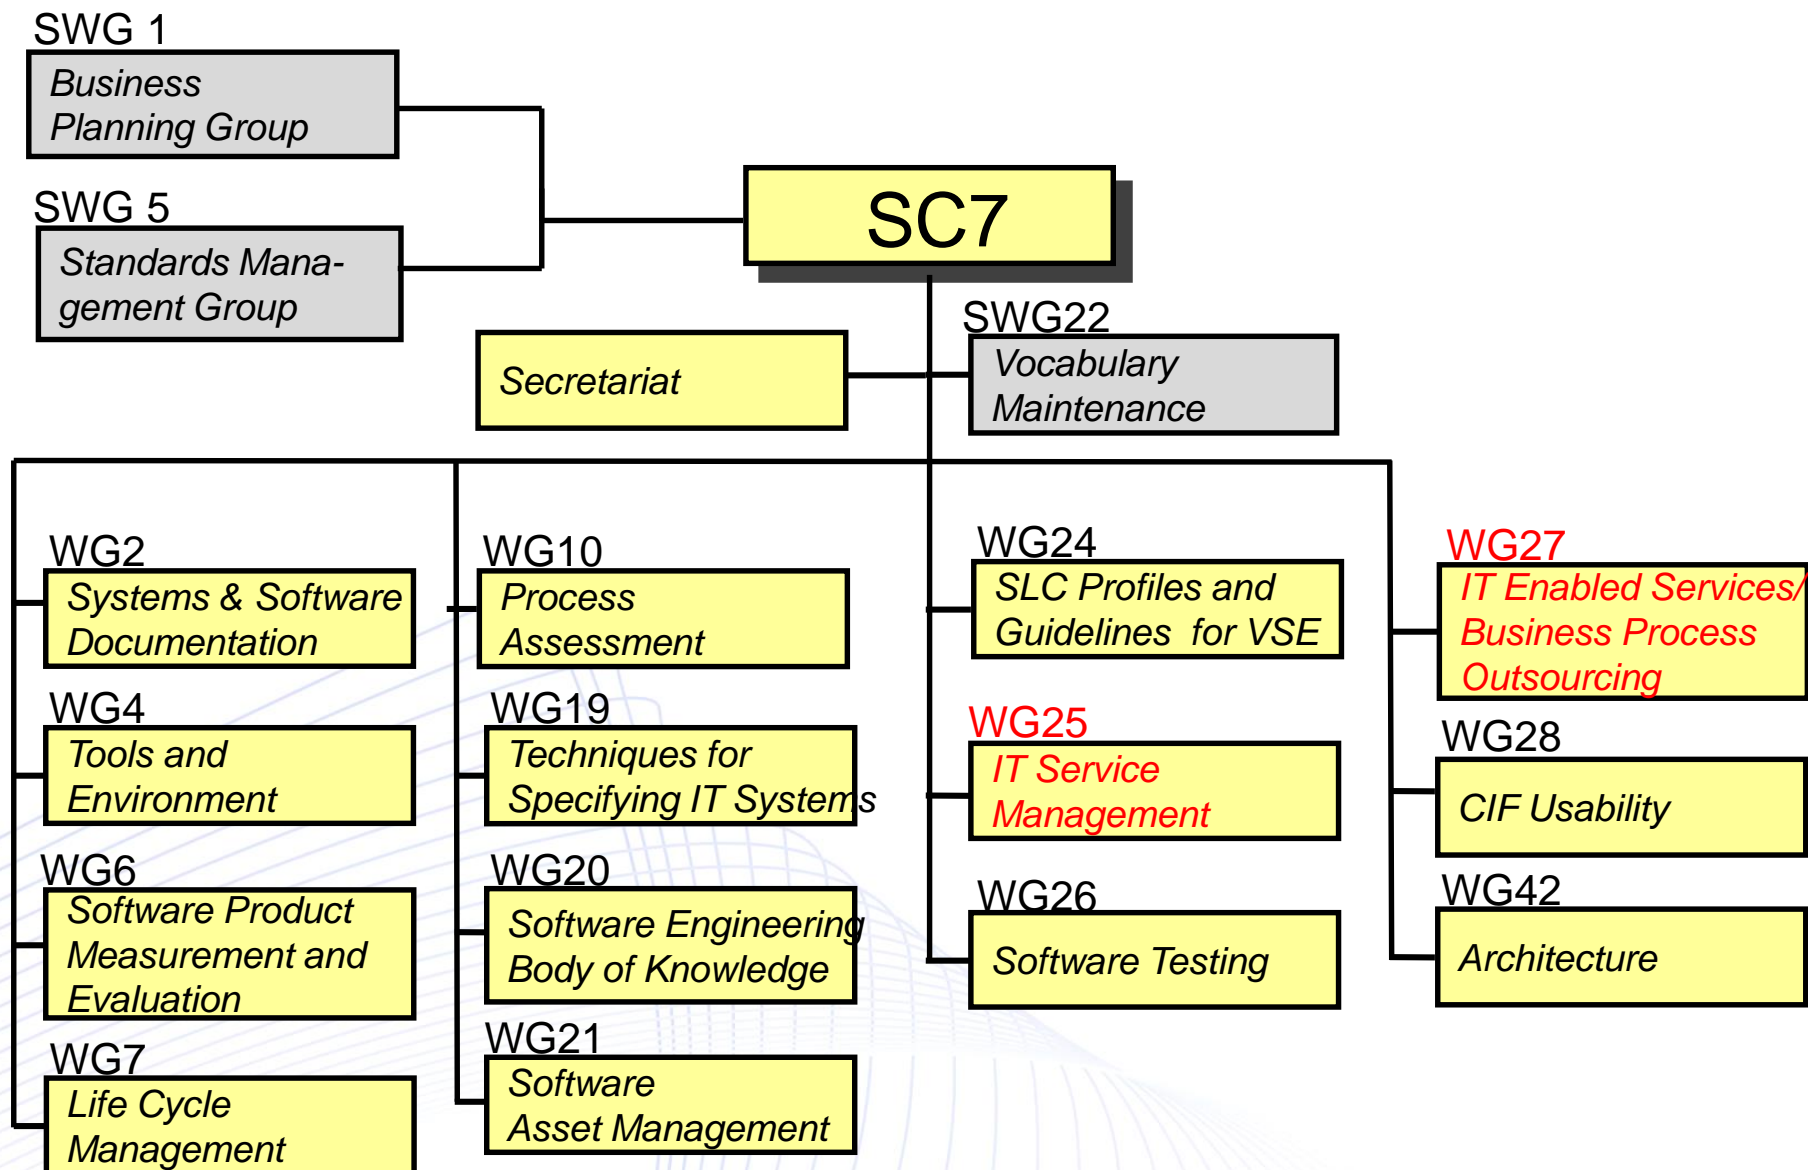 SWG 1
Business
Planning Group
SWG 5
Standards Mana-
gement Group
SC7
Secretariat
SWG22
Vocabulary
Maintenance
WG2
Systems & Software
Documentation
WG4
Tools and
Environment
WG6
Software Product
Measurement and
Evaluation
WG7
Life Cycle
Management
WG10
Process
Assessment
WG19
Techniques for
Specifying IT Systems
WG20
Software Engineering
Body of Knowledge
WG21
Software
Asset Management
WG24
SLC Profiles and
Guidelines for VSE
WG25
IT Service
Management
WG26
Software Testing
WG27
IT Enabled Services/
Business Process
Outsourcing
WG28
CIF Usability
WG42
Architecture